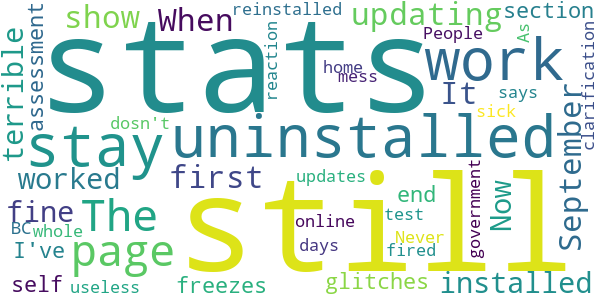 reinstalled
section
show
When
updating
As
stats
People
terrible
assessment
reaction
home
mess
work
It
says
clarification
sick
dosn't
uninstalled
stay
September
worked
first
updates
still
The
end
Now
government
fine
BC
whole
online
test
I've
page
days
Never
fired
self
useless
freezes
glitches
installed